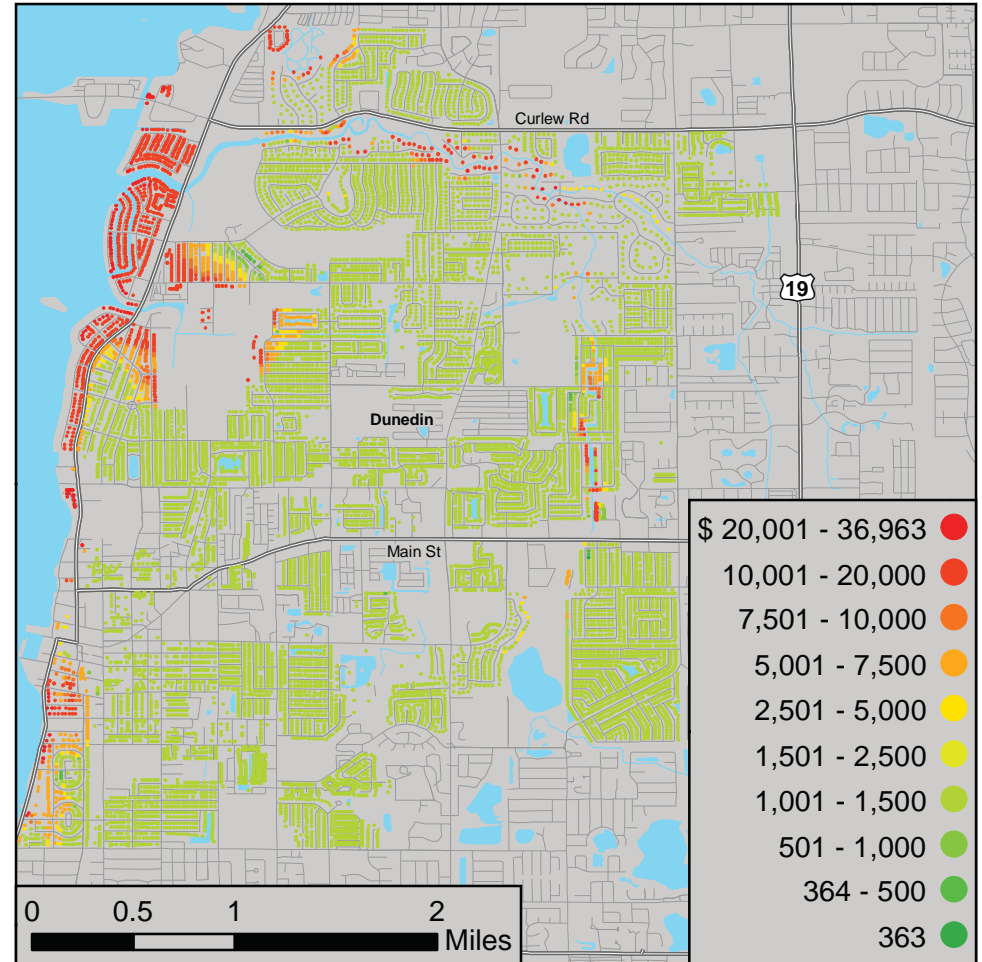 Curlew Rd
19
Dunedin
Main St
$ 20,001 - 36,963
10,001 - 20,000
7,501 - 10,000
5,001 - 7,500
2,501 - 5,000
1,501 - 2,500
1,001 - 1,500
501 - 1,000
364 - 500
363
0 0.5 1 2
Miles